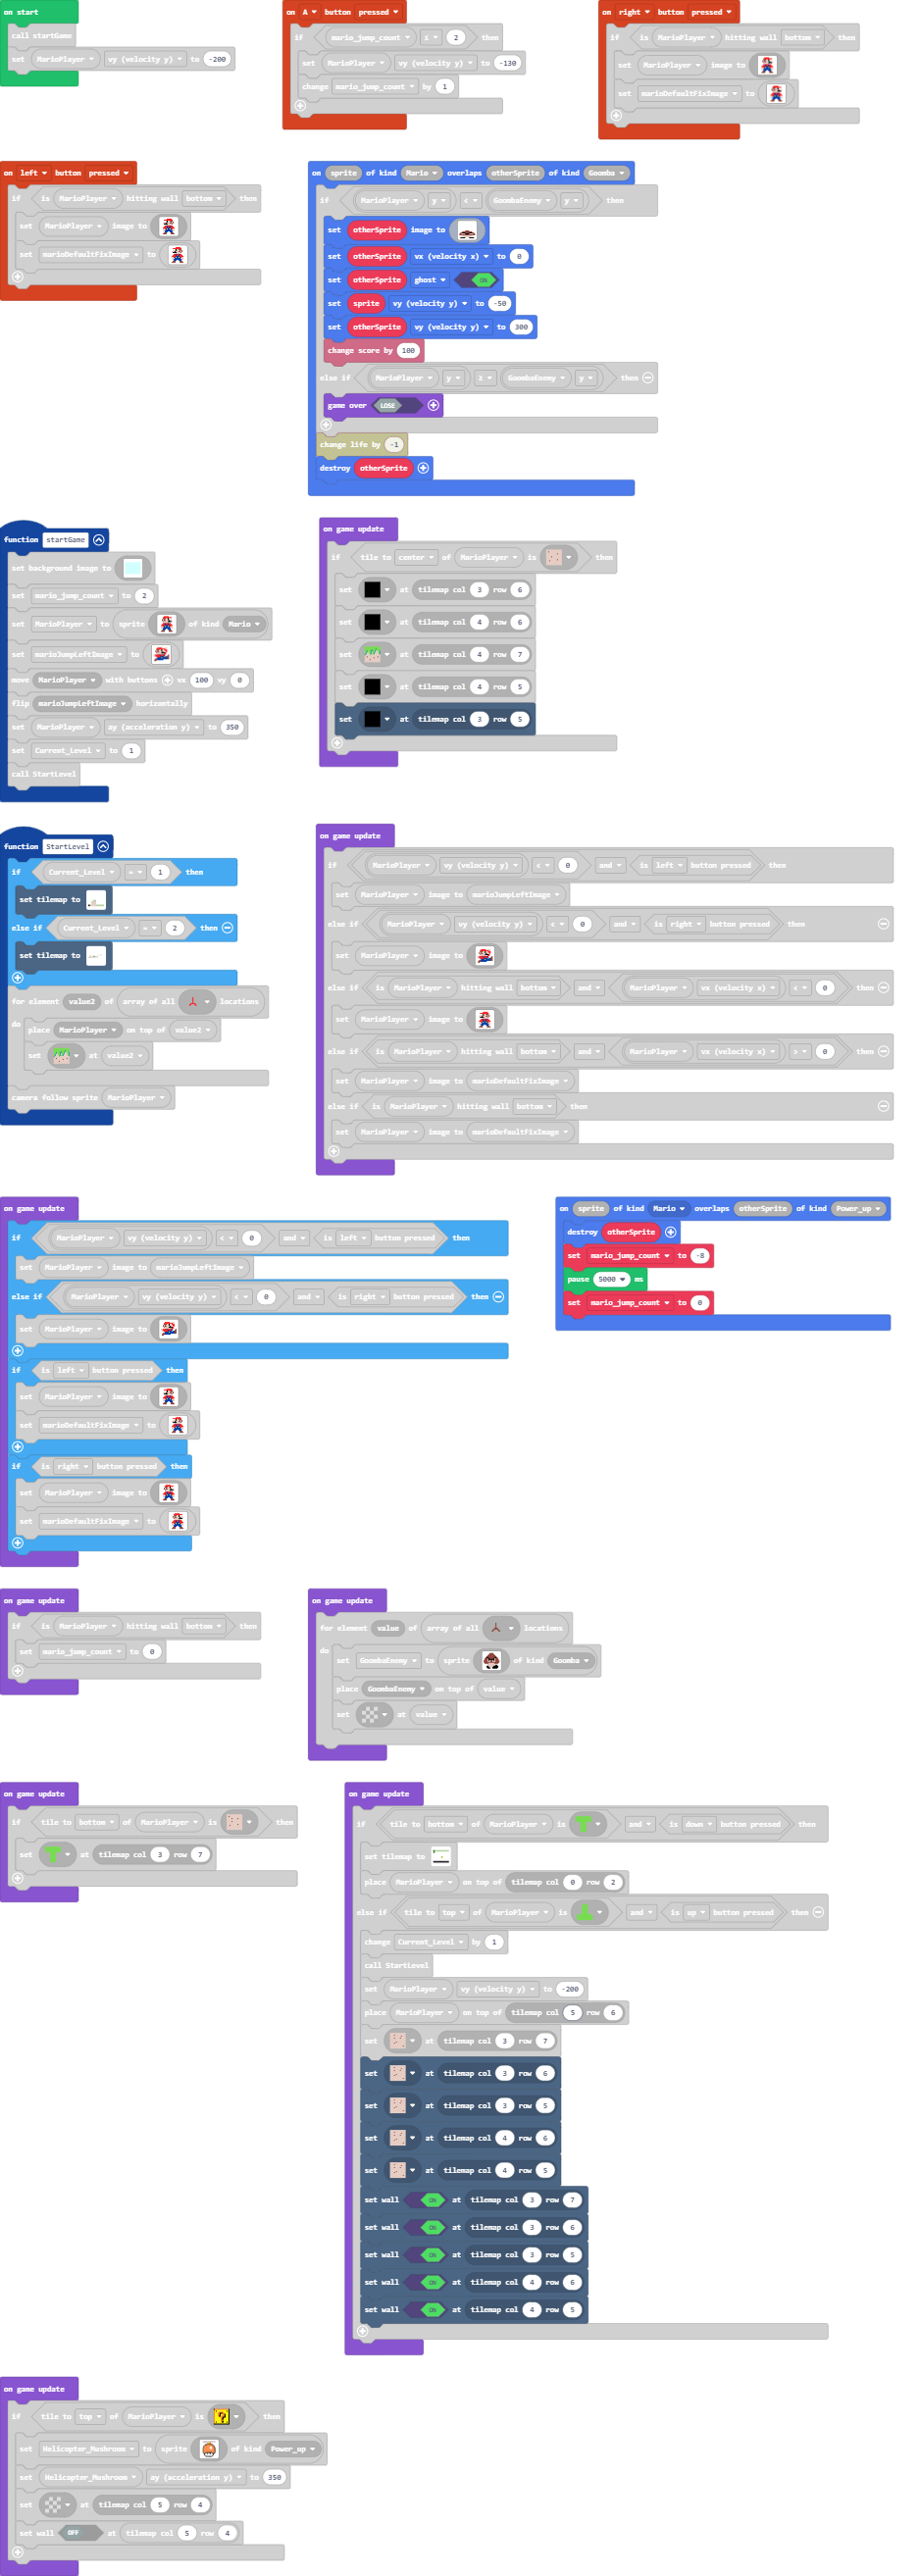 on start
call startGame
set MarioPlayer vy (velocity y) to -200
on A button pressed
if mario_jump_count ≤ 2 then
set MarioPlayer vy (velocity y) to -130
change mario_jump_count by 1
on right button pressed
if is MarioPlayer hitting wall bottom then
set MarioPlayer image to
set marioDefaultFixImage to
on left button pressed
if is MarioPlayer hitting wall bottom then
set MarioPlayer image to
set marioDefaultFixImage to
on sprite of kind Mario overlaps otherSprite of kind Goomba
if MarioPlayer y < GoombaEnemy y then
set otherSprite image to
set otherSprite vx (velocity x) to 0
set otherSprite ghost ON
set sprite vy (velocity y) to -50
set otherSprite vy (velocity y) to 300
change score by 100
else if MarioPlayer y ≥ GoombaEnemy y then
game over LOSE
change life by -1
destroy otherSprite
function startGame
set background image to
set mario_jump_count to 2
set MarioPlayer to sprite of kind Mario
set marioJumpLeftImage to
move MarioPlayer with buttons vx 100 vy 0
flip marioJumpLeftImage horizontally
set MarioPlayer ay (acceleration y) to 350
set Current_Level to 1
call StartLevel
on game update
if tile to center of MarioPlayer is then
set at tilemap col 3 row 6
set at tilemap col 4 row 6
set at tilemap col 4 row 7
set at tilemap col 4 row 5
set at tilemap col 3 row 5
function StartLevel
if Current_Level = 1 then
set tilemap to
else if Current_Level = 2 then
set tilemap to
for element value2 of array of all locations
do place MarioPlayer on top of value2
set at value2
camera follow sprite MarioPlayer
on game update
if MarioPlayer vy (velocity y) < 0 and is left button pressed then
set MarioPlayer image to marioJumpLeftImage
else if MarioPlayer vy (velocity y) < 0 and is right button pressed then
set MarioPlayer image to
else if is MarioPlayer hitting wall bottom and MarioPlayer vx (velocity x) < 0 then
set MarioPlayer image to
else if is MarioPlayer hitting wall bottom and MarioPlayer vx (velocity x) > 0 then
set MarioPlayer image to marioDefaultFixImage
else if is MarioPlayer hitting wall bottom then
set MarioPlayer image to marioDefaultFixImage
on game update
if MarioPlayer vy (velocity y) < 0 and is left button pressed then
set MarioPlayer image to marioJumpLeftImage
else if MarioPlayer vy (velocity y) < 0 and is right button pressed then
set MarioPlayer image to
if is left button pressed then
set MarioPlayer image to
set marioDefaultFixImage to
if is right button pressed then
set MarioPlayer image to
set marioDefaultFixImage to
on sprite of kind Mario overlaps otherSprite of kind Power_up
destroy otherSprite
set mario_jump_count to -8
pause 5000 ms
set mario_jump_count to 0
on game update
if is MarioPlayer hitting wall bottom then
set mario_jump_count to 0
on game update
for element value of array of all locations
do set GoombaEnemy to sprite of kind Goomba
place GoombaEnemy on top of value
set at value
on game update
if tile to bottom of MarioPlayer is then
set at tilemap col 3 row 7
on game update
if tile to bottom of MarioPlayer is and is down button pressed then
set tilemap to
place MarioPlayer on top of tilemap col 0 row 2
else if tile to top of MarioPlayer is and is up button pressed then
change Current_Level by 1
call StartLevel
set MarioPlayer vy (velocity y) to -200
place MarioPlayer on top of tilemap col 5 row 6
set at tilemap col 3 row 7
set at tilemap col 3 row 6
set at tilemap col 3 row 5
set at tilemap col 4 row 6
set at tilemap col 4 row 5
set wall ON at tilemap col 3 row 7
set wall ON at tilemap col 3 row 6
set wall ON at tilemap col 3 row 5
set wall ON at tilemap col 4 row 6
set wall ON at tilemap col 4 row 5
on game update
if tile to top of MarioPlayer is then
set Helicopter_Mushroom to sprite of kind Power_up
set Helicopter_Mushroom ay (acceleration y) to 350
set at tilemap col 5 row 4
set wall OFF at tilemap col 5 row 4